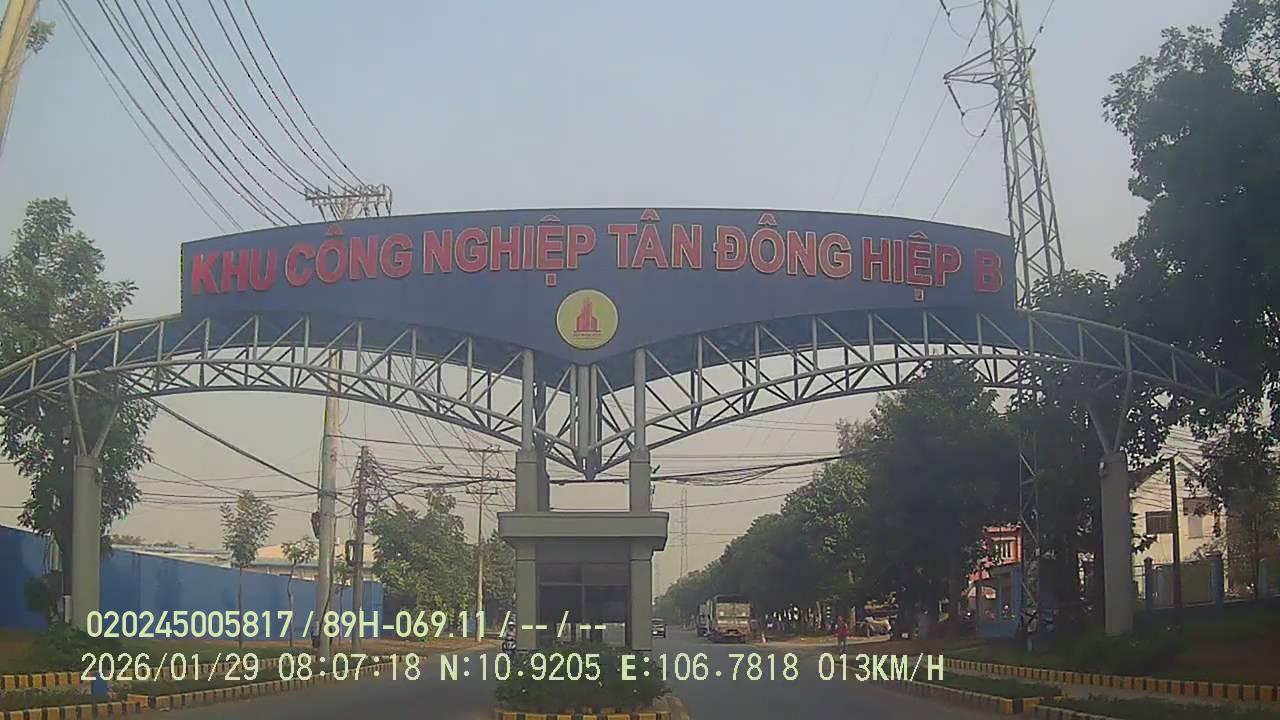 KHU CÔNG NGHIỆP TÂN ĐÔNG HIỆP B
020245005817 / 89H-069.11 / -- / --
2026/01/29 08:07:18 N:10.9205 E:106.7818 013KM/H